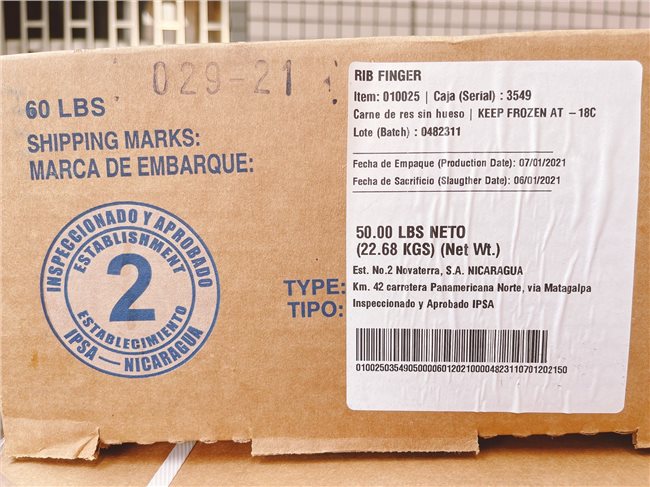 029-21
60 LBS
SHIPPING MARKS:
MARCA DE EMBARQUE:
INSPECCIONADO Y APROBADO
ESTABLISHMENT
2
ESTABLECIMIENTO
IPSA — NICARAGUA
TYPE:
TIPO:
RIB FINGER
Item: 010025 | Caja (Serial) : 3549
Carne de res sin hueso | KEEP FROZEN AT – 18C
Lote (Batch) : 0482311
Fecha de Empaque (Production Date): 07/01/2021
Fecha de Sacrificio (Slaugther Date): 06/01/2021
50.00 LBS NETO
(22.68 KGS) (Net Wt.)
Est. No.2 Novaterra, S.A. NICARAGUA
Km. 42 carretera Panamericana Norte, via Matagalpa
Inspeccionado y Aprobado IPSA
010025035490500006012021000048231107012021​50